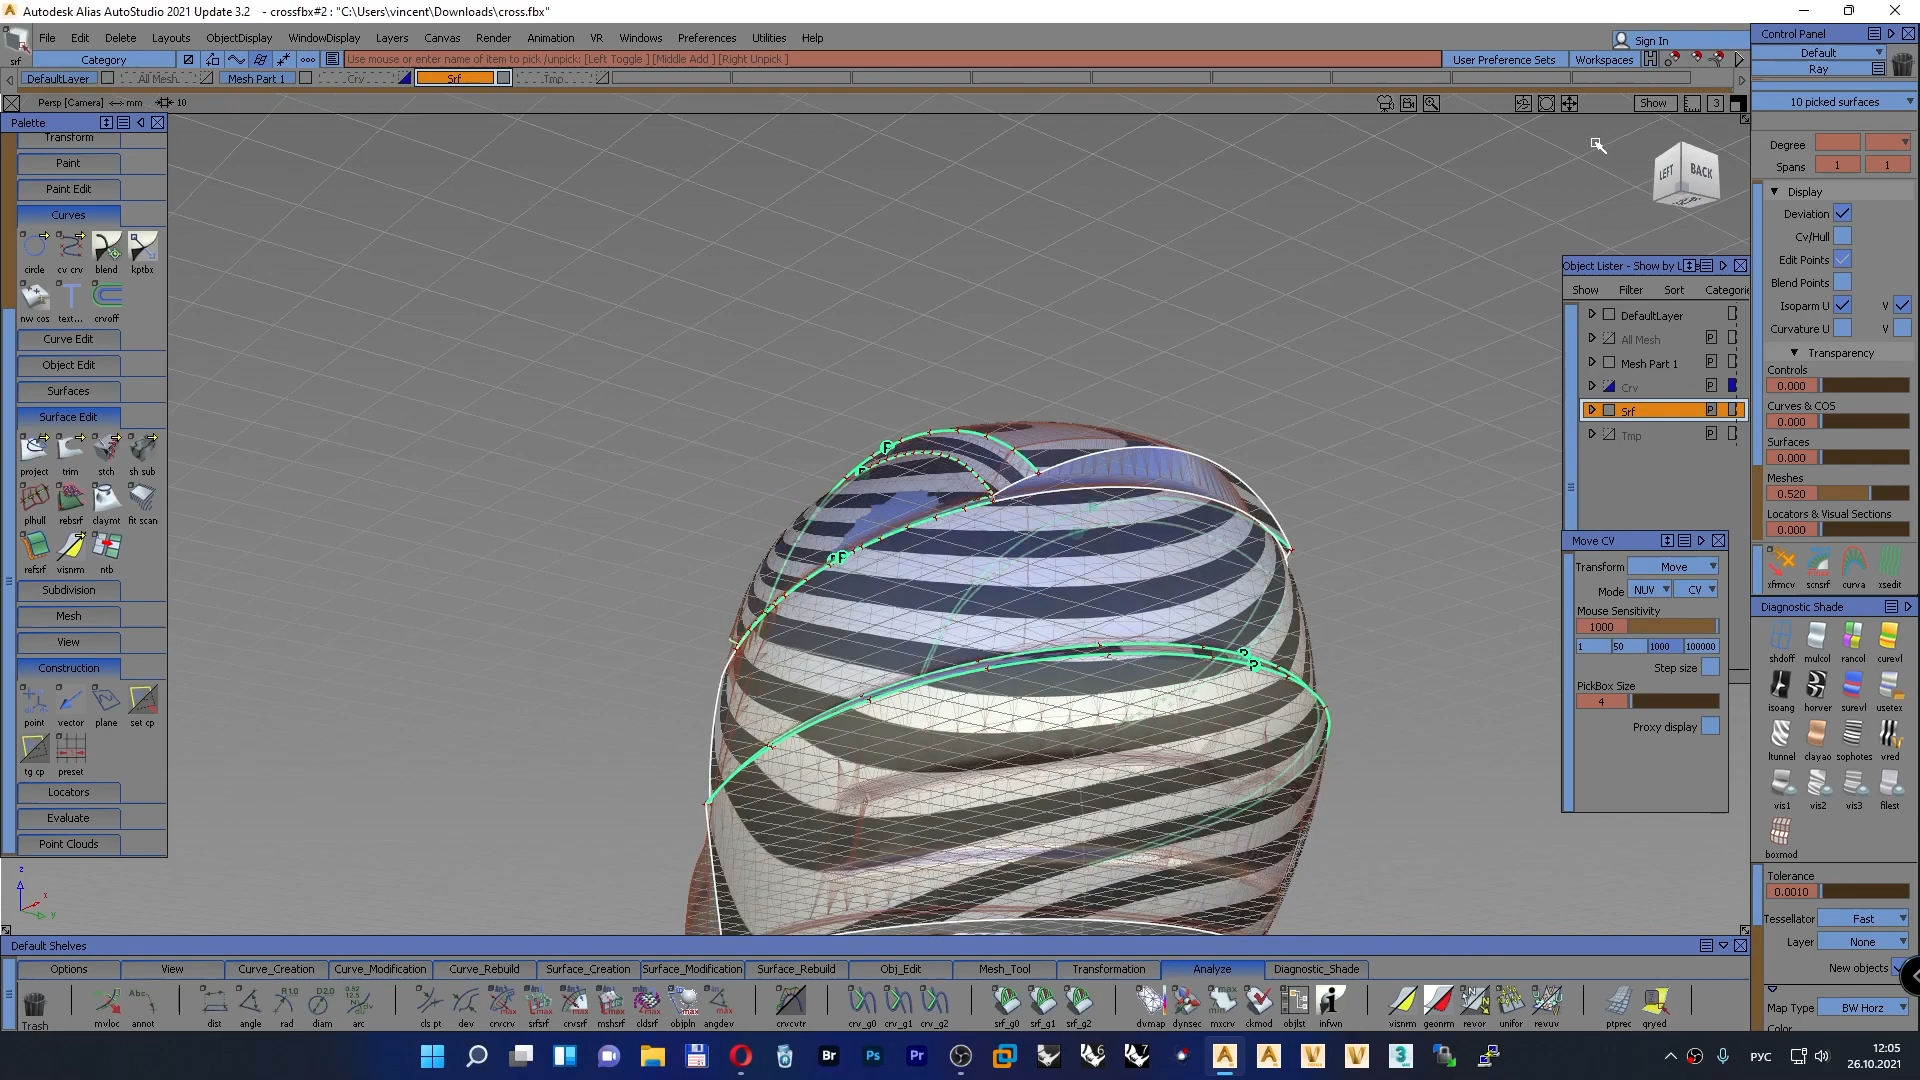 Autodesk Alias AutoStudio 2021 Update 3.2 - crossfbx#2 : "C:\Users\vincent\Downloads\cross.fbx"
File Edit Delete Layouts ObjectDisplay WindowDisplay Layers Canvas Render Animation VR Windows Preferences Utilities Help
Sign In
srf Category Use mouse or enter name of item to pick /unpick: [Left Toggle ] [Middle Add ] [Right Unpick ] User Preference Sets Workspaces
DefaultLayer All Mesh Mesh Part 1 Crv Srf Tmp
Persp [Camera] <-> mm 10 Show 3
Palette
Transform
Paint
Paint Edit
Curves
circle cv crv blend kptbx
nw cos text... crvoff
Curve Edit
Object Edit
Surfaces
Surface Edit
project trim stch sh sub
plhull rebsrf claymt fit scan
refsrf visnrm ntb
Subdivision
Mesh
View
Construction
point vector plane set cp
tg cp preset
Locators
Evaluate
Point Clouds
LEFT BACK
Object Lister - Show by L
Show Filter Sort Categorie
DefaultLayer
All Mesh P
Mesh Part 1 P
Crv P
Srf P
Tmp P
Move CV
Transform Move
Mode NUV CV
Mouse Sensitivity
1000
1 50 1000 100000
Step size
PickBox Size
4
Proxy display
Control Panel
Default
Ray
10 picked surfaces
Degree
Spans 1 1
Display
Deviation
Cv/Hull
Edit Points
Blend Points
Isoparm U V
Curvature U V
Transparency
Controls
0.000
Curves & COS
0.000
Surfaces
0.000
Meshes
0.520
Locators & Visual Sections
0.000
xfrmcv scnsrf curva xsedit
Diagnostic Shade
shdoff mulcol rancol curevl
isoang horver surevl usetex
ltunnel clayao sophotes vred
vis1 vis2 vis3 filest
boxmod
Tolerance
0.0010
Tessellator Fast
Layer None
New objects
Map Type BW Horz
Color
Default Shelves
Options View Curve_Creation Curve_Modification Curve_Rebuild Surface_Creation Surface_Modification Surface_Rebuild Obj_Edit Mesh_Tool Transformation Analyze Diagnostic_Shade
Trash mvloc annot dist angle rad diam arc cls pt dev crvcrv srfsrf crvsrf mshsrf cldsrf objpln angdev crvcvtr crv_g0 crv_g1 crv_g2 srf_g0 srf_g1 srf_g2 dvmap dynsec mxcrv ckmod objlst infwn visnrm geonrm revor unifor revuv ptprec qryed
Br Ps Pr РУС 12:05
26.10.2021